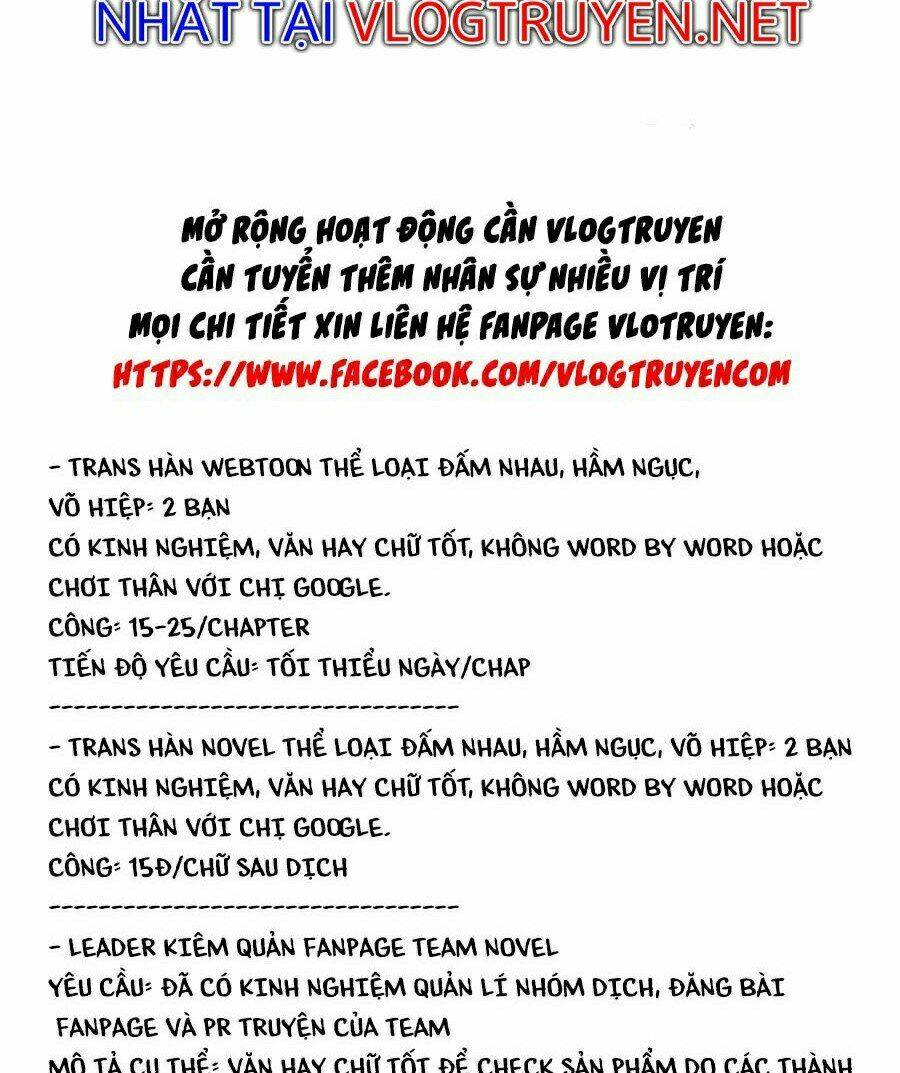 NHẤT TẠI VLOGTRUYEN.NET
MỞ RỘNG HOẠT ĐỘNG CẦN VLOGTRUYEN
CẦN TUYỂN THÊM NHÂN SỰ NHIỀU VỊ TRÍ
MỌI CHI TIẾT XIN LIÊN HỆ FANPAGE VLOTRUYEN:
HTTPS://WWW.FACEBOOK.COM/VLOGTRUYENCOM
- TRANS HÀN WEBTOON THỂ LOẠI ĐẤM NHAU, HẦM NGỤC,
VÕ HIỆP: 2 BẠN
CÓ KINH NGHIỆM, VĂN HAY CHỮ TỐT, KHÔNG WORD BY WORD HOẶC
CHƠI THÂN VỚI CHỊ GOOGLE.
CÔNG: 15-25/CHAPTER
TIẾN ĐỘ YÊU CẦU: TỐI THIỂU NGÀY/CHAP
---------------------------------
- TRANS HÀN NOVEL THỂ LOẠI ĐẤM NHAU, HẦM NGỤC, VÕ HIỆP: 2 BẠN
CÓ KINH NGHIỆM, VĂN HAY CHỮ TỐT, KHÔNG WORD BY WORD HOẶC
CHƠI THÂN VỚI CHỊ GOOGLE.
CÔNG: 15Đ/CHỮ SAU DỊCH
---------------------------------
- LEADER KIÊM QUẢN FANPAGE TEAM NOVEL
YÊU CẦU: ĐÃ CÓ KINH NGHIỆM QUẢN LÍ NHÓM DỊCH, ĐĂNG BÀI
FANPAGE VÀ PR TRUYỆN CỦA TEAM
MÔ TẢ CỤ THỂ: VĂN HAY CHỮ TỐT ĐỂ CHECK SẢN PHẨM DO CÁC THÀNH